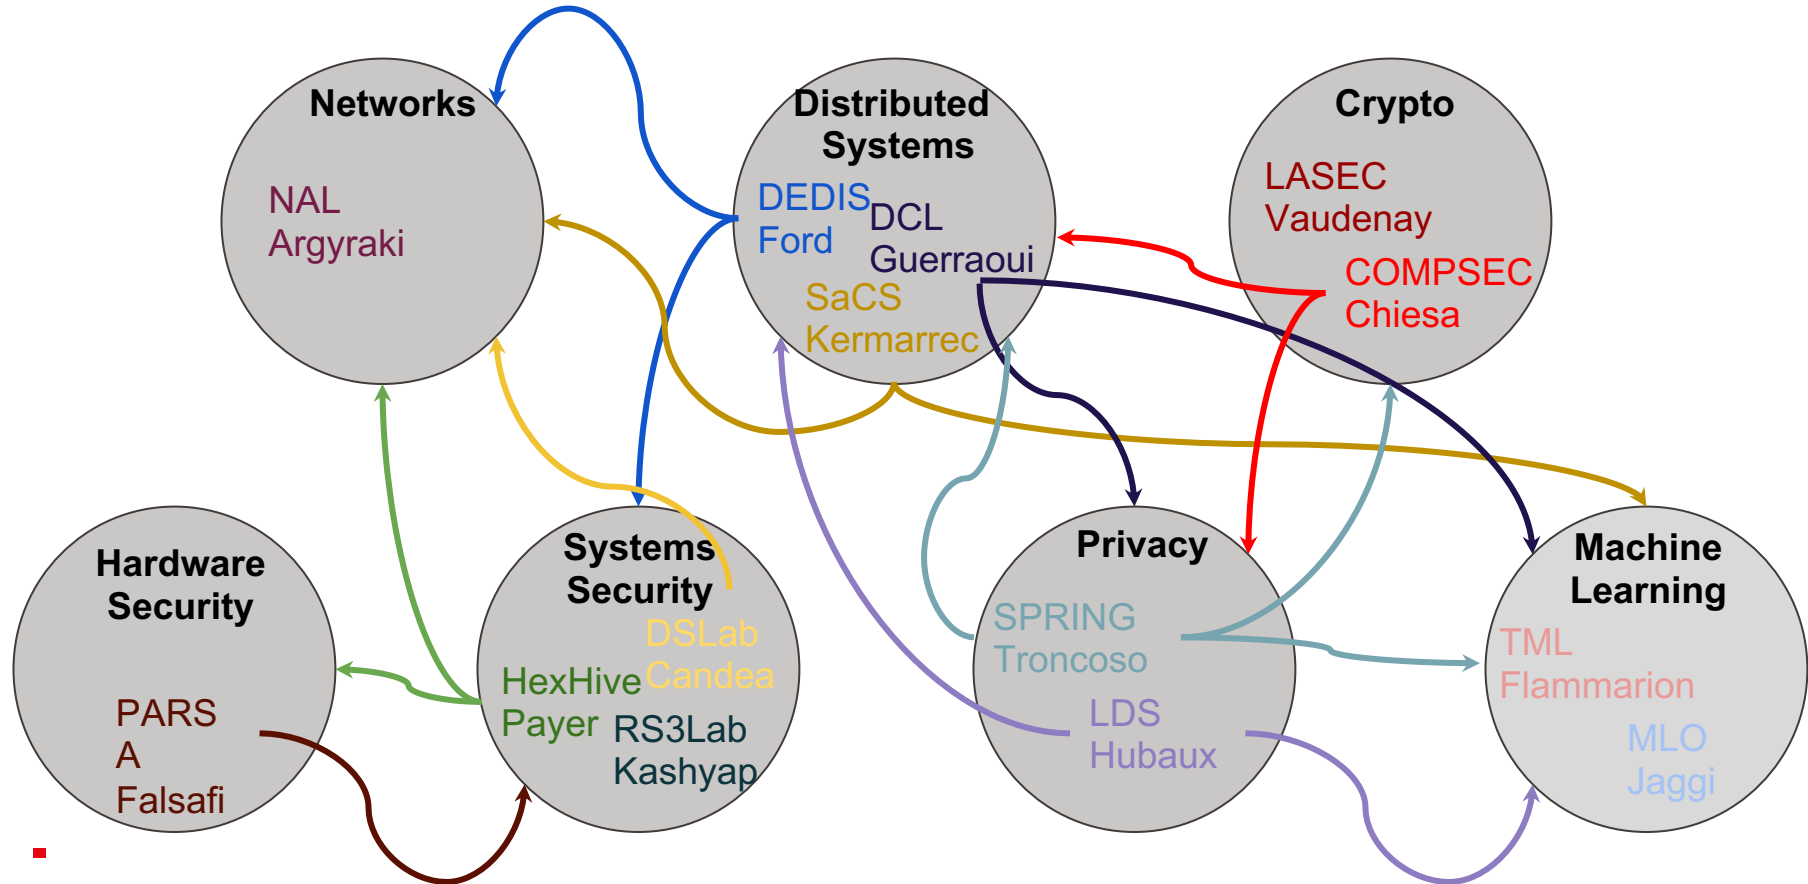 Networks
NAL
Argyraki
Distributed
Systems
DEDIS
Ford
DCL
Guerraoui
SaCS
Kermarrec
Crypto
LASEC
Vaudenay
COMPSEC
Chiesa
Hardware
Security
PARS
A
Falsafi
Systems
Security
DSLab
Candea
HexHive
Payer
RS3Lab
Kashyap
Privacy
SPRING
Troncoso
LDS
Hubaux
Machine
Learning
TML
Flammarion
MLO
Jaggi